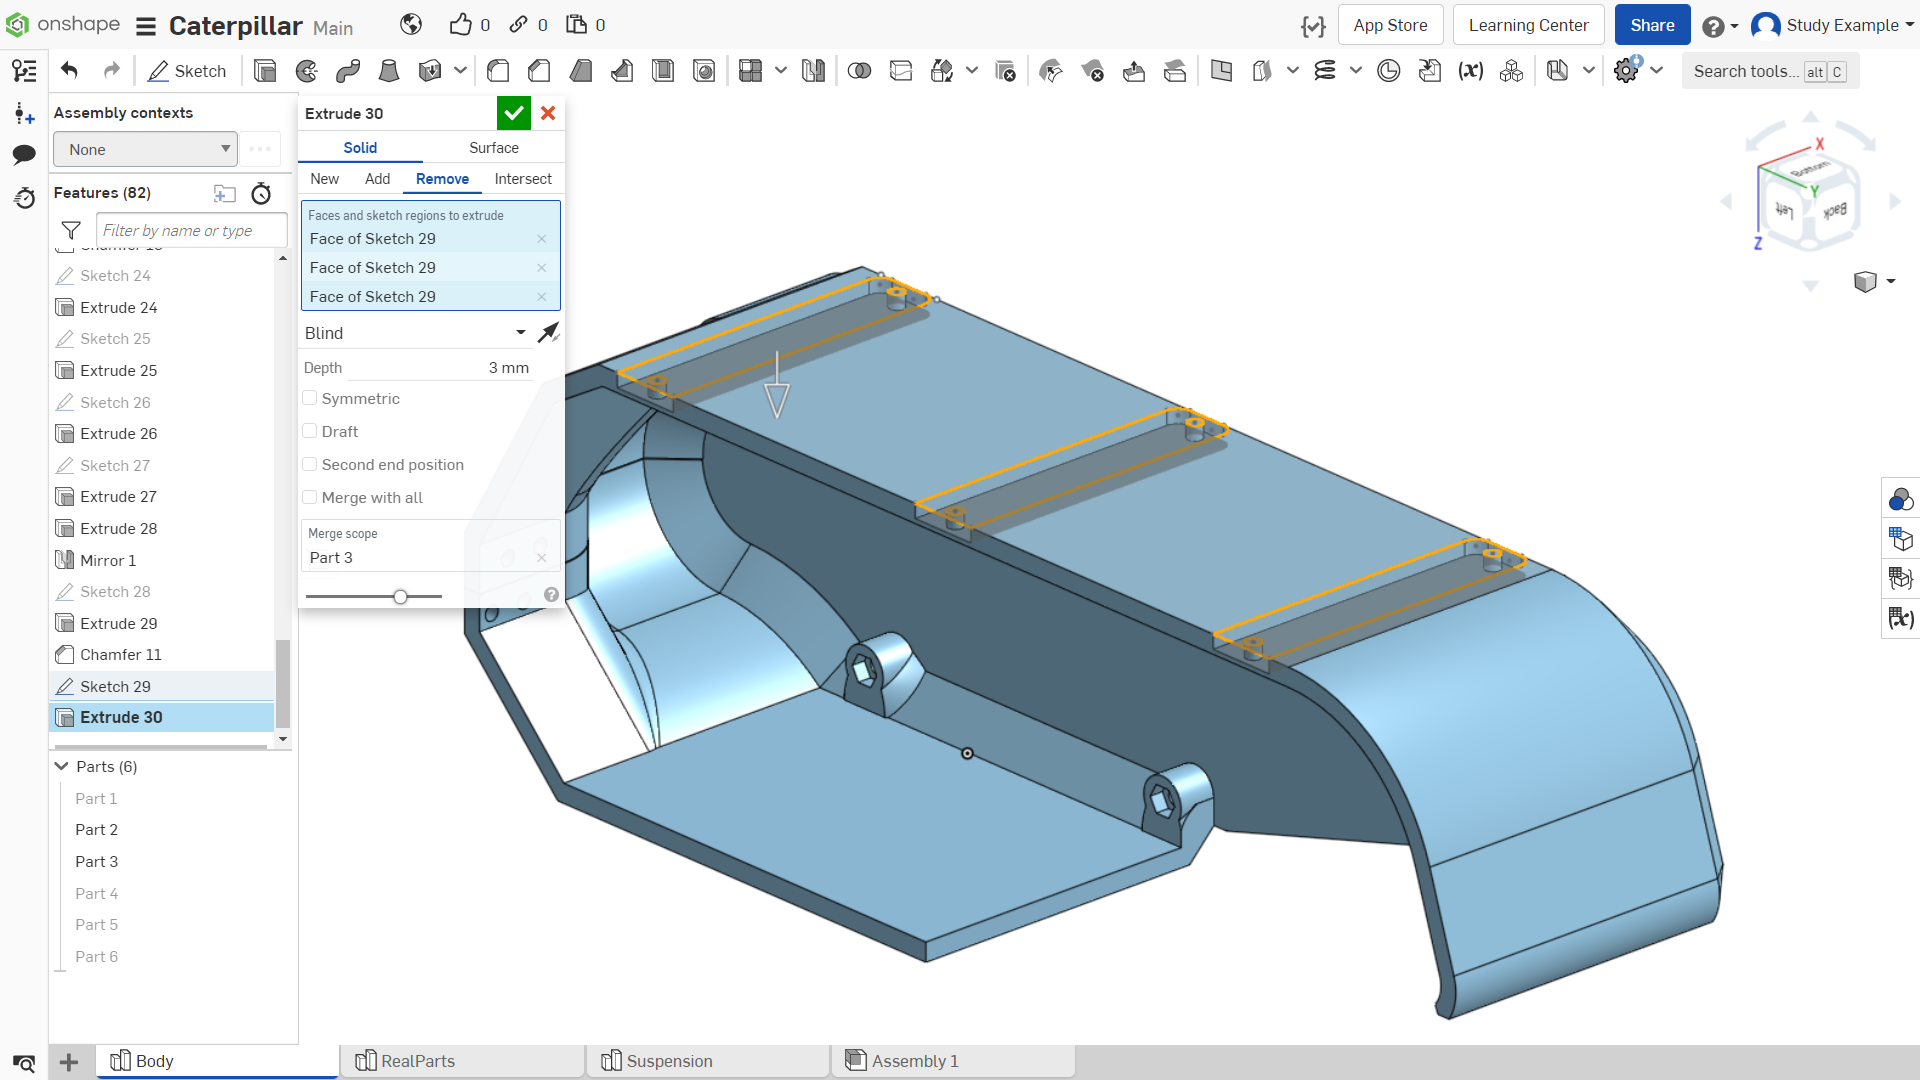 onshape
Caterpillar Main
0
0
0
App Store
Learning Center
Share
Study Example
Sketch
Search tools... alt C
Assembly contexts
None
Features (82)
Filter by name or type
Sketch 24
Extrude 24
Sketch 25
Extrude 25
Sketch 26
Extrude 26
Sketch 27
Extrude 27
Extrude 28
Mirror 1
Sketch 28
Extrude 29
Chamfer 11
Sketch 29
Extrude 30
Parts (6)
Part 1
Part 2
Part 3
Part 4
Part 5
Part 6
Extrude 30
Solid Surface
New Add Remove Intersect
Faces and sketch regions to extrude
Face of Sketch 29
Face of Sketch 29
Face of Sketch 29
Blind
Depth 3 mm
Symmetric
Draft
Second end position
Merge with all
Merge scope
Part 3
X
Bottom
Y
Left
Back
Z
Body
RealParts
Suspension
Assembly 1